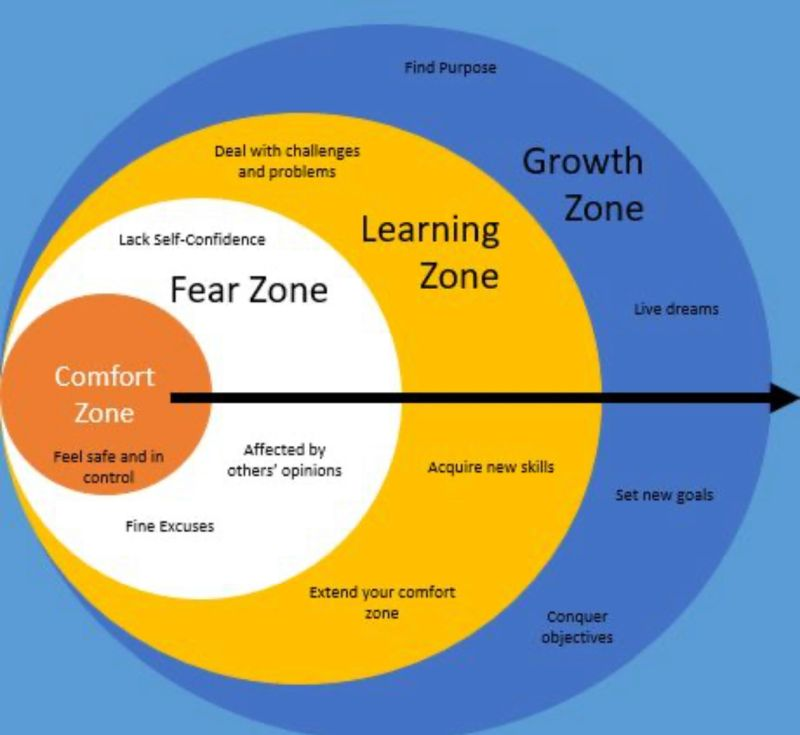 Find Purpose
Growth
Zone
Deal with challenges
and problems
Learning
Zone
Lack Self-Confidence
Fear Zone
Live dreams
Comfort
Zone
Feel safe and in
control
Affected by
others' opinions
Acquire new skills
Set new goals
Fine Excuses
Extend your comfort
zone
Conquer
objectives